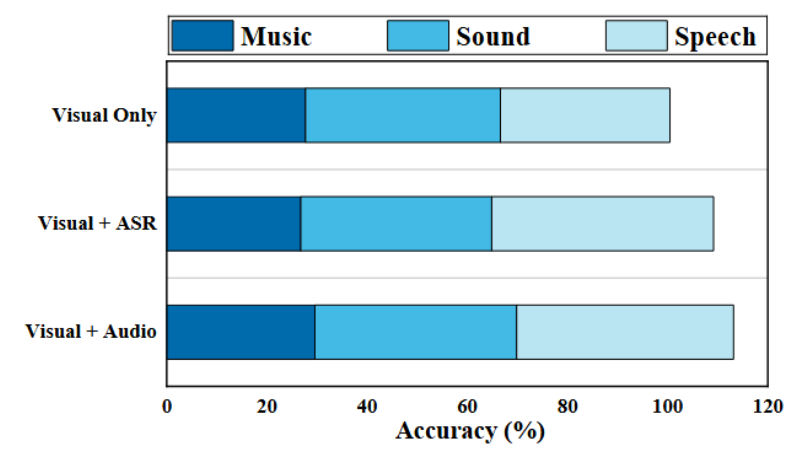 Music Sound Speech
Visual Only
Visual + ASR
Visual + Audio
0 20 40 60 80 100 120
Accuracy (%)